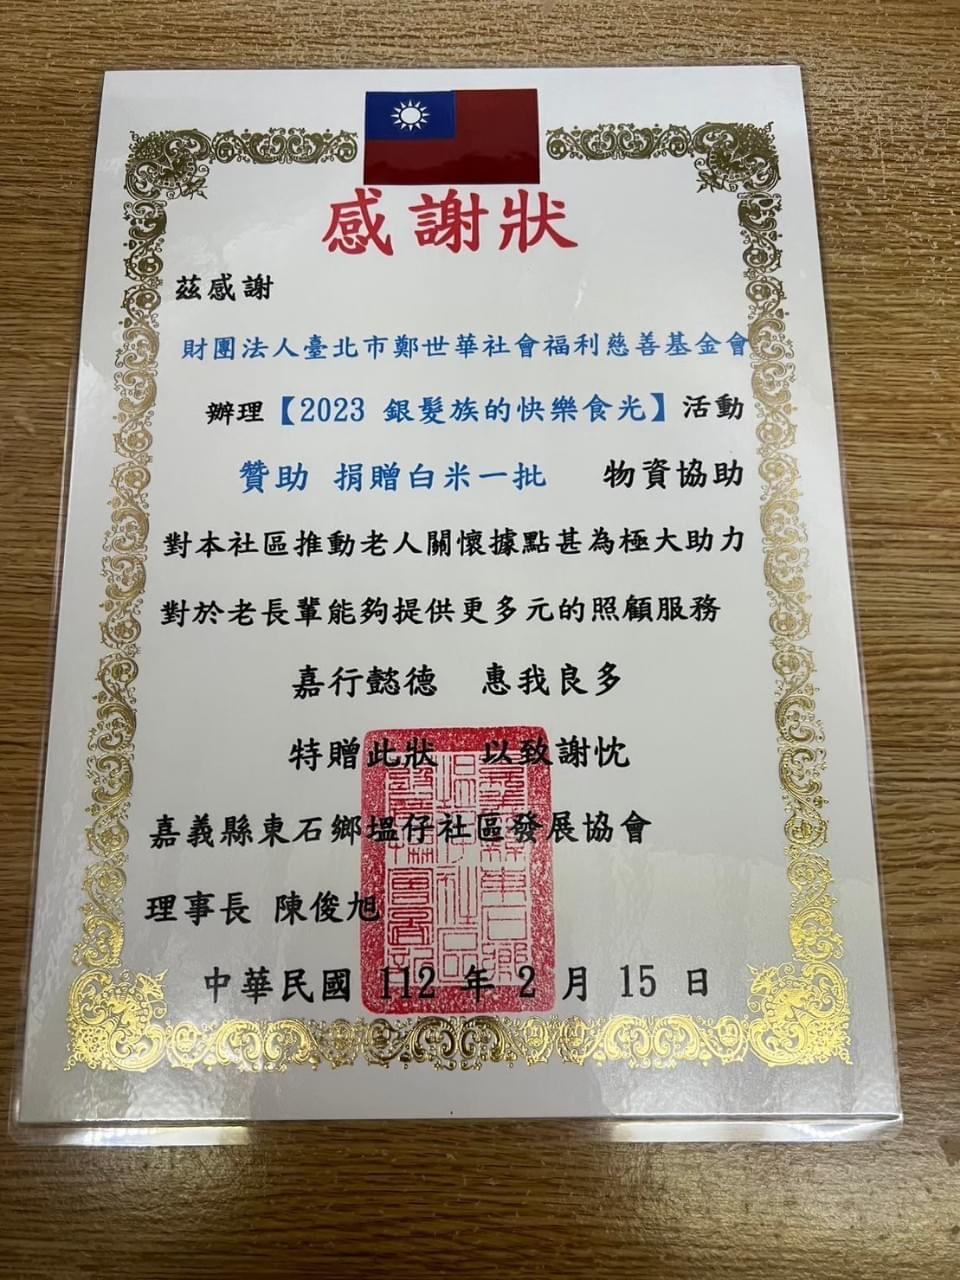 感謝狀
茲感謝
財團法人臺北市鄭世華社會福利慈善基金會
辦理【2023 銀髮族的快樂食光】活動
贊助 捐贈白米一批 物資協助
對本社區推動老人關懷據點甚為極大助力
對於老長輩能夠提供更多元的照顧服務
嘉行懿德 惠我良多
特贈此狀 以致謝忱
嘉義縣東石鄉塭仔社區發展協會
理事長 陳俊旭
中華民國 112 年 2 月 15 日